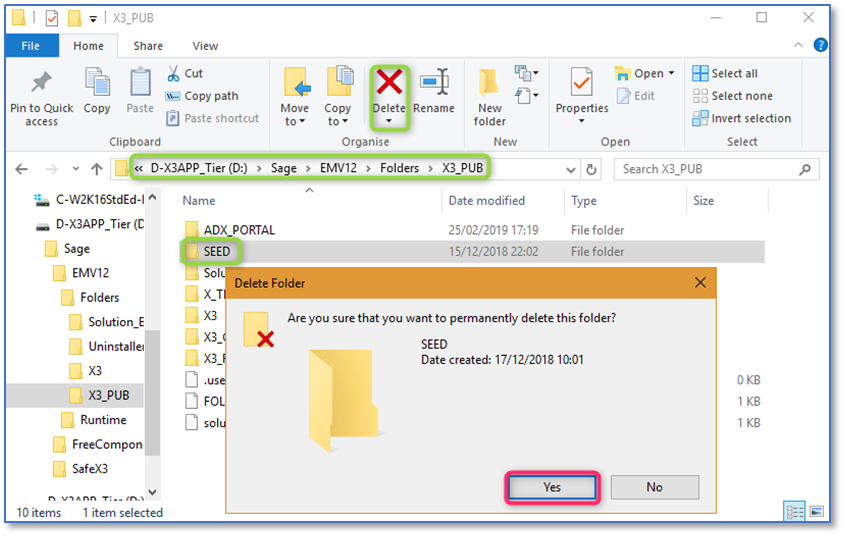 X3_PUB
File Home Share View
Pin to Quick access
Copy
Paste
Cut
Copy path
Paste shortcut
Clipboard
Move to
Copy to
Delete
Rename
Organise
New folder
New
Properties
Open
Edit
Open
Select all
Select none
Invert selection
Select
« D-X3APP_Tier (D:) > Sage > EMV12 > Folders > X3_PUB
Search X3_PUB
C-W2K16StdEd-
D-X3APP_Tier (D
Sage
EMV12
Folders
Solution_E
Uninstaller
X3
X3_PUB
Runtime
FreeCompon
SafeX3
D-X3APP_Tier (D:)
Name Date modified Type Size
ADX_PORTAL 25/02/2019 17:19 File folder
SEED 15/12/2018 22:02 File folder
Solu
X_T
X3
X3_
X3_
.use 0 KB
FOL 1 KB
solu 1 KB
Delete Folder
Are you sure that you want to permanently delete this folder?
SEED
Date created: 17/12/2018 10:01
Yes No
10 items 1 item selected